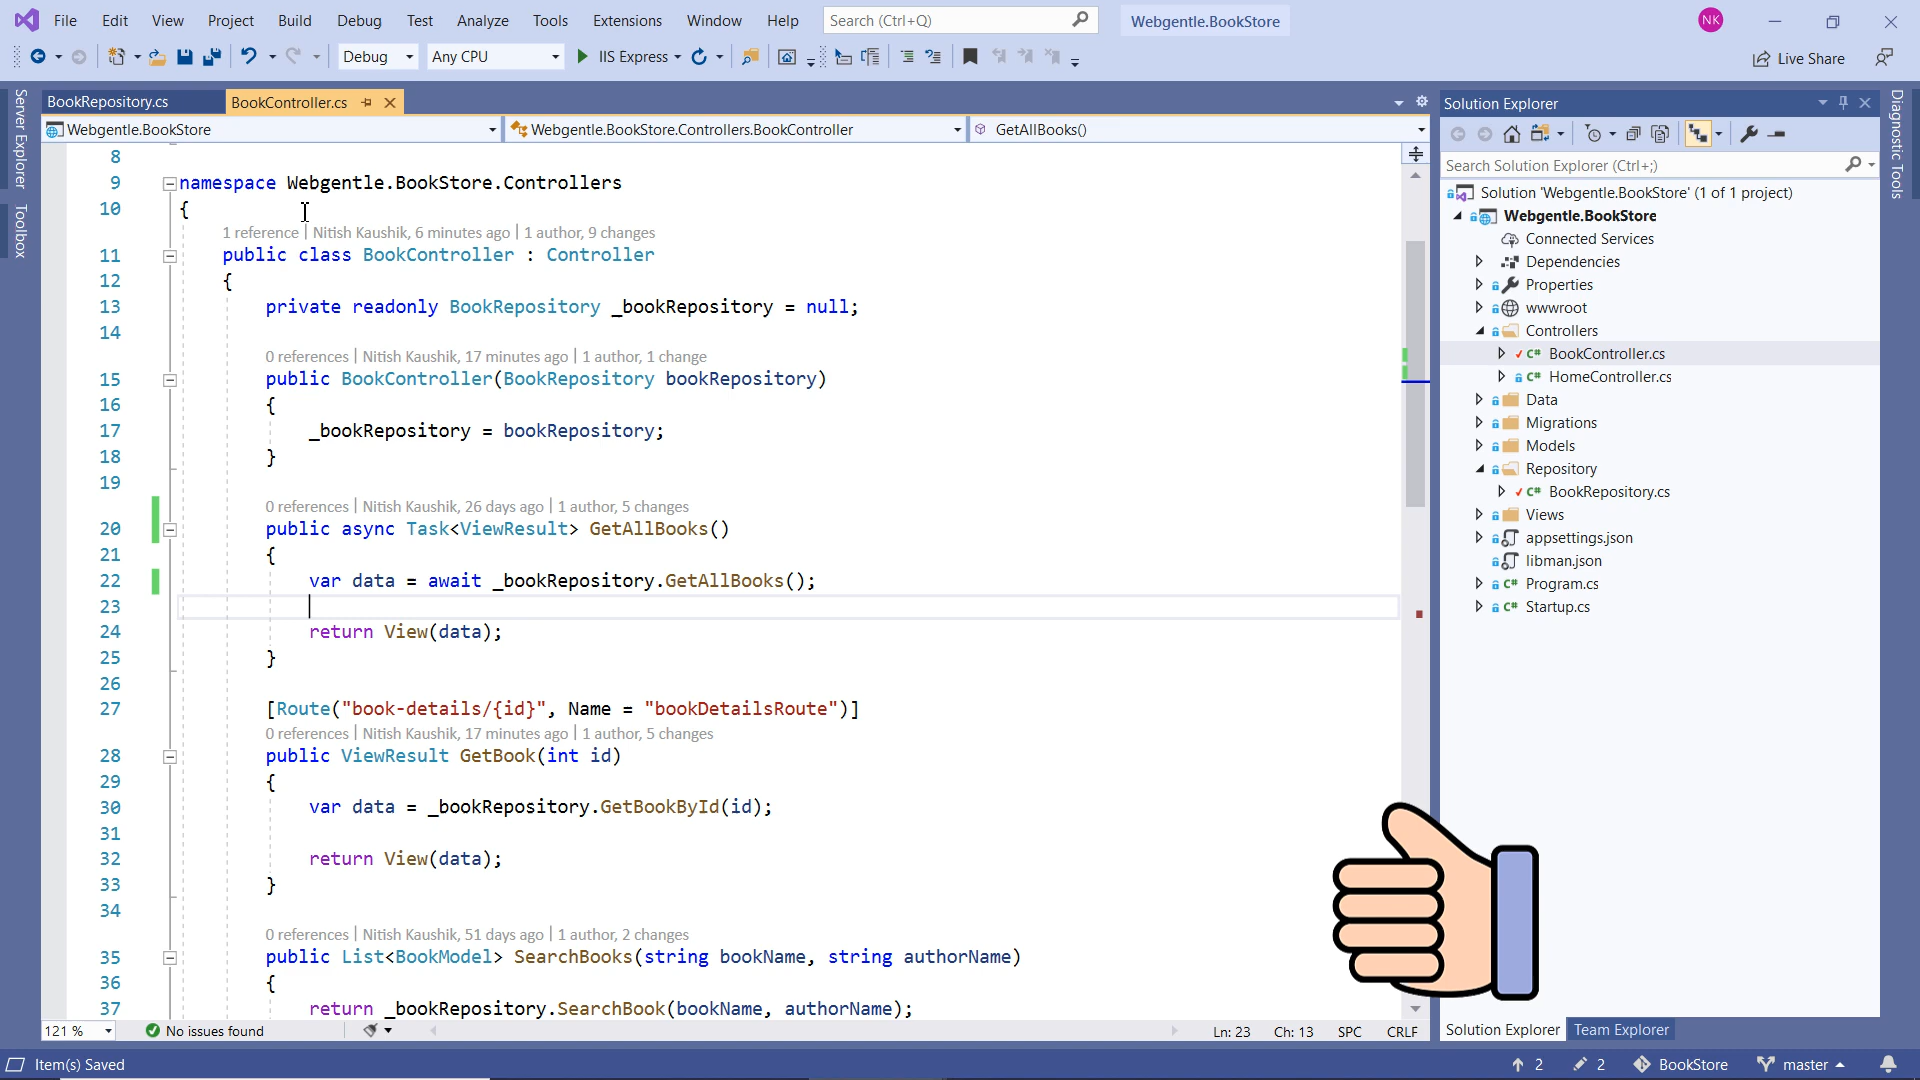 File Edit View Project Build Debug Test Analyze Tools Extensions Window Help Search (Ctrl+Q) Webgentle.BookStore NK
Debug Any CPU IIS Express Live Share
Server Explorer
Toolbox
BookRepository.cs BookController.cs
Webgentle.BookStore Webgentle.BookStore.Controllers.BookController GetAllBooks()
8
9 namespace Webgentle.BookStore.Controllers
10 {
1 reference | Nitish Kaushik, 6 minutes ago | 1 author, 9 changes
11 public class BookController : Controller
12 {
13 private readonly BookRepository _bookRepository = null;
14
0 references | Nitish Kaushik, 17 minutes ago | 1 author, 1 change
15 public BookController(BookRepository bookRepository)
16 {
17 _bookRepository = bookRepository;
18 }
19
0 references | Nitish Kaushik, 26 days ago | 1 author, 5 changes
20 public async Task<ViewResult> GetAllBooks()
21 {
22 var data = await _bookRepository.GetAllBooks();
23
24 return View(data);
25 }
26
27 [Route("book-details/{id}", Name = "bookDetailsRoute")]
0 references | Nitish Kaushik, 17 minutes ago | 1 author, 5 changes
28 public ViewResult GetBook(int id)
29 {
30 var data = _bookRepository.GetBookById(id);
31
32 return View(data);
33 }
34
0 references | Nitish Kaushik, 51 days ago | 1 author, 2 changes
35 public List<BookModel> SearchBooks(string bookName, string authorName)
36 {
37 return _bookRepository.SearchBook(bookName, authorName);
121 % No issues found Ln: 23 Ch: 13 SPC CRLF
Solution Explorer
Search Solution Explorer (Ctrl+;)
Solution 'Webgentle.BookStore' (1 of 1 project)
Webgentle.BookStore
Connected Services
Dependencies
Properties
wwwroot
Controllers
C# BookController.cs
C# HomeController.cs
Data
Migrations
Models
Repository
C# BookRepository.cs
Views
appsettings.json
libman.json
C# Program.cs
C# Startup.cs
Solution Explorer Team Explorer
Diagnostic Tools
Item(s) Saved 2 2 BookStore master